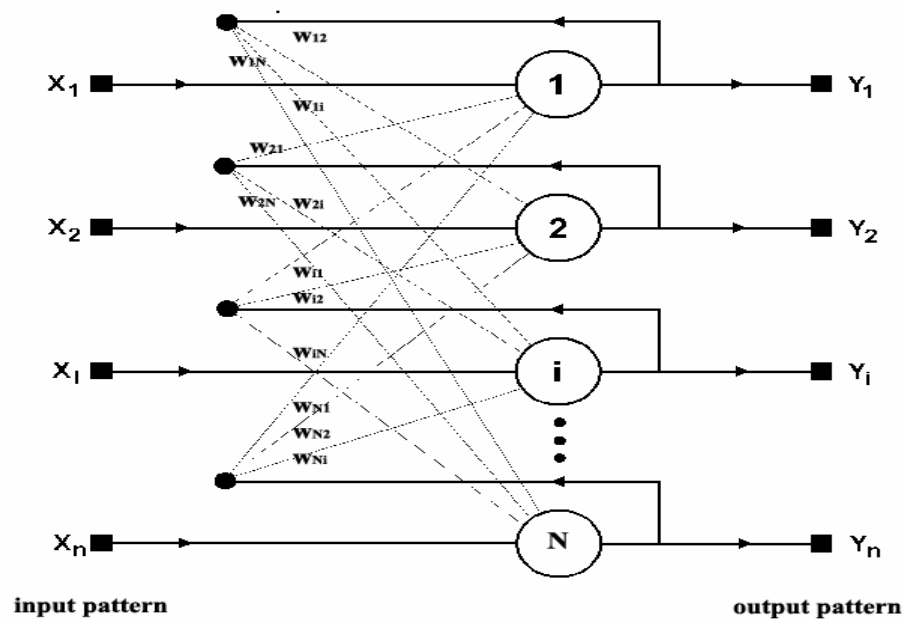 W12
W1N
X1 1 Y1
W1i
W21
W2N W2i
X2 2 Y2
Wi1
Wi2
WiN
XI i Yi
WN1
WN2
WNi
Xn N Yn
input pattern output pattern